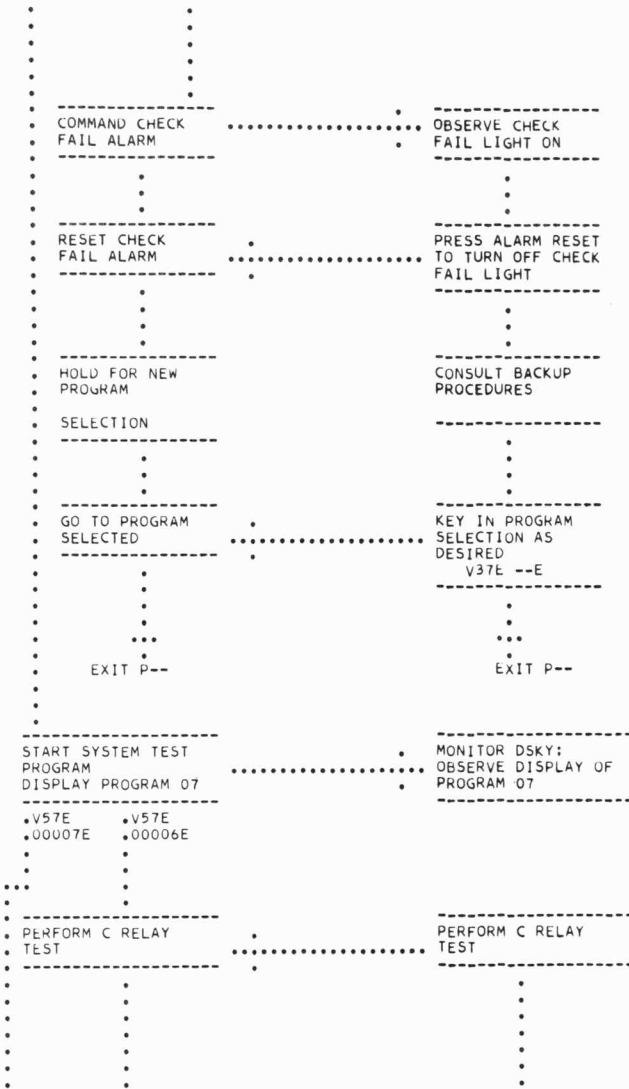 COMMAND CHECK
FAIL ALARM
OBSERVE CHECK
FAIL LIGHT ON
RESET CHECK
FAIL ALARM
PRESS ALARM RESET
TO TURN OFF CHECK
FAIL LIGHT
HOLD FOR NEW
PROGRAM
SELECTION
CONSULT BACKUP
PROCEDURES
GO TO PROGRAM
SELECTED
KEY IN PROGRAM
SELECTION AS
DESIRED
V37E --E
EXIT P--
EXIT P--
START SYSTEM TEST
PROGRAM
DISPLAY PROGRAM 07
MONITOR DSKY:
OBSERVE DISPLAY OF
PROGRAM 07
.V57E .V57E
.00007E .00006E
PERFORM C RELAY
TEST
PERFORM C RELAY
TEST